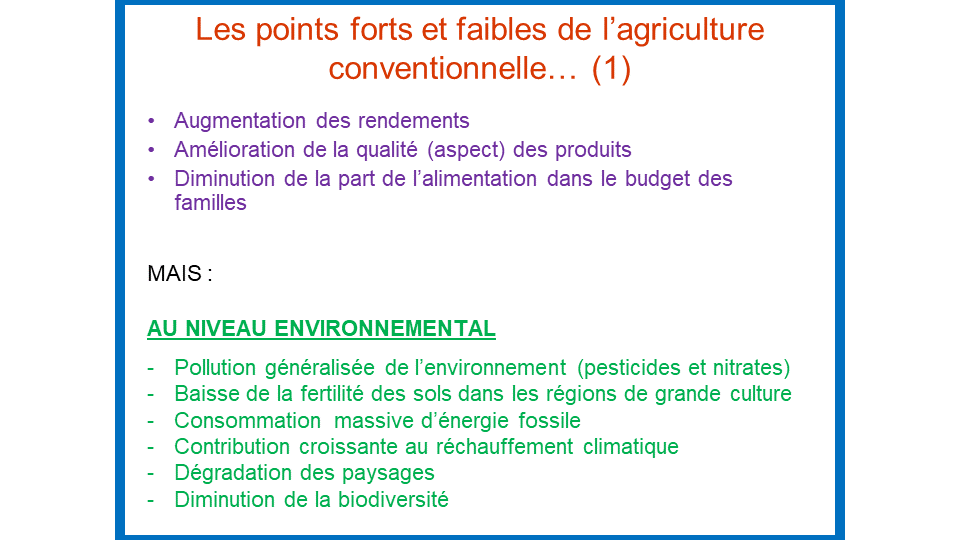 Les points forts et faibles de l’agriculture
conventionnelle… (1)
• Augmentation des rendements
• Amélioration de la qualité (aspect) des produits
• Diminution de la part de l’alimentation dans le budget des
familles
MAIS :
AU NIVEAU ENVIRONNEMENTAL
- Pollution généralisée de l’environnement (pesticides et nitrates)
- Baisse de la fertilité des sols dans les régions de grande culture
- Consommation massive d’énergie fossile
- Contribution croissante au réchauffement climatique
- Dégradation des paysages
- Diminution de la biodiversité